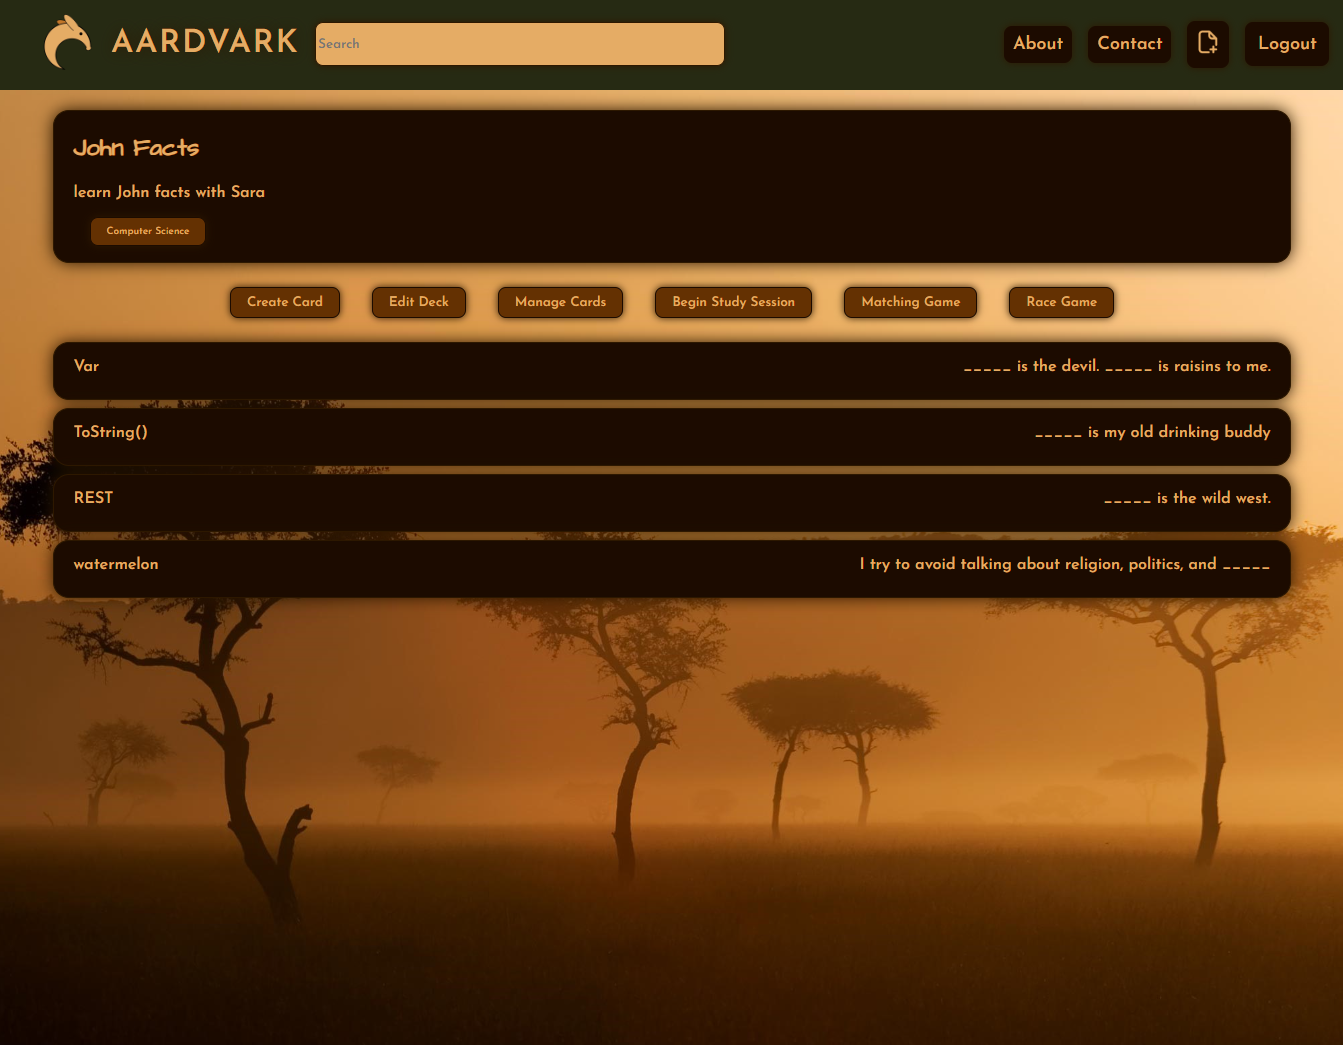 AARDVARK
Search
About
Contact
Logout
John Facts
learn John facts with Sara
Computer Science
Create Card
Edit Deck
Manage Cards
Begin Study Session
Matching Game
Race Game
Var
_____ is the devil. _____ is raisins to me.
ToString()
_____ is my old drinking buddy
REST
_____ is the wild west.
watermelon
I try to avoid talking about religion, politics, and _____